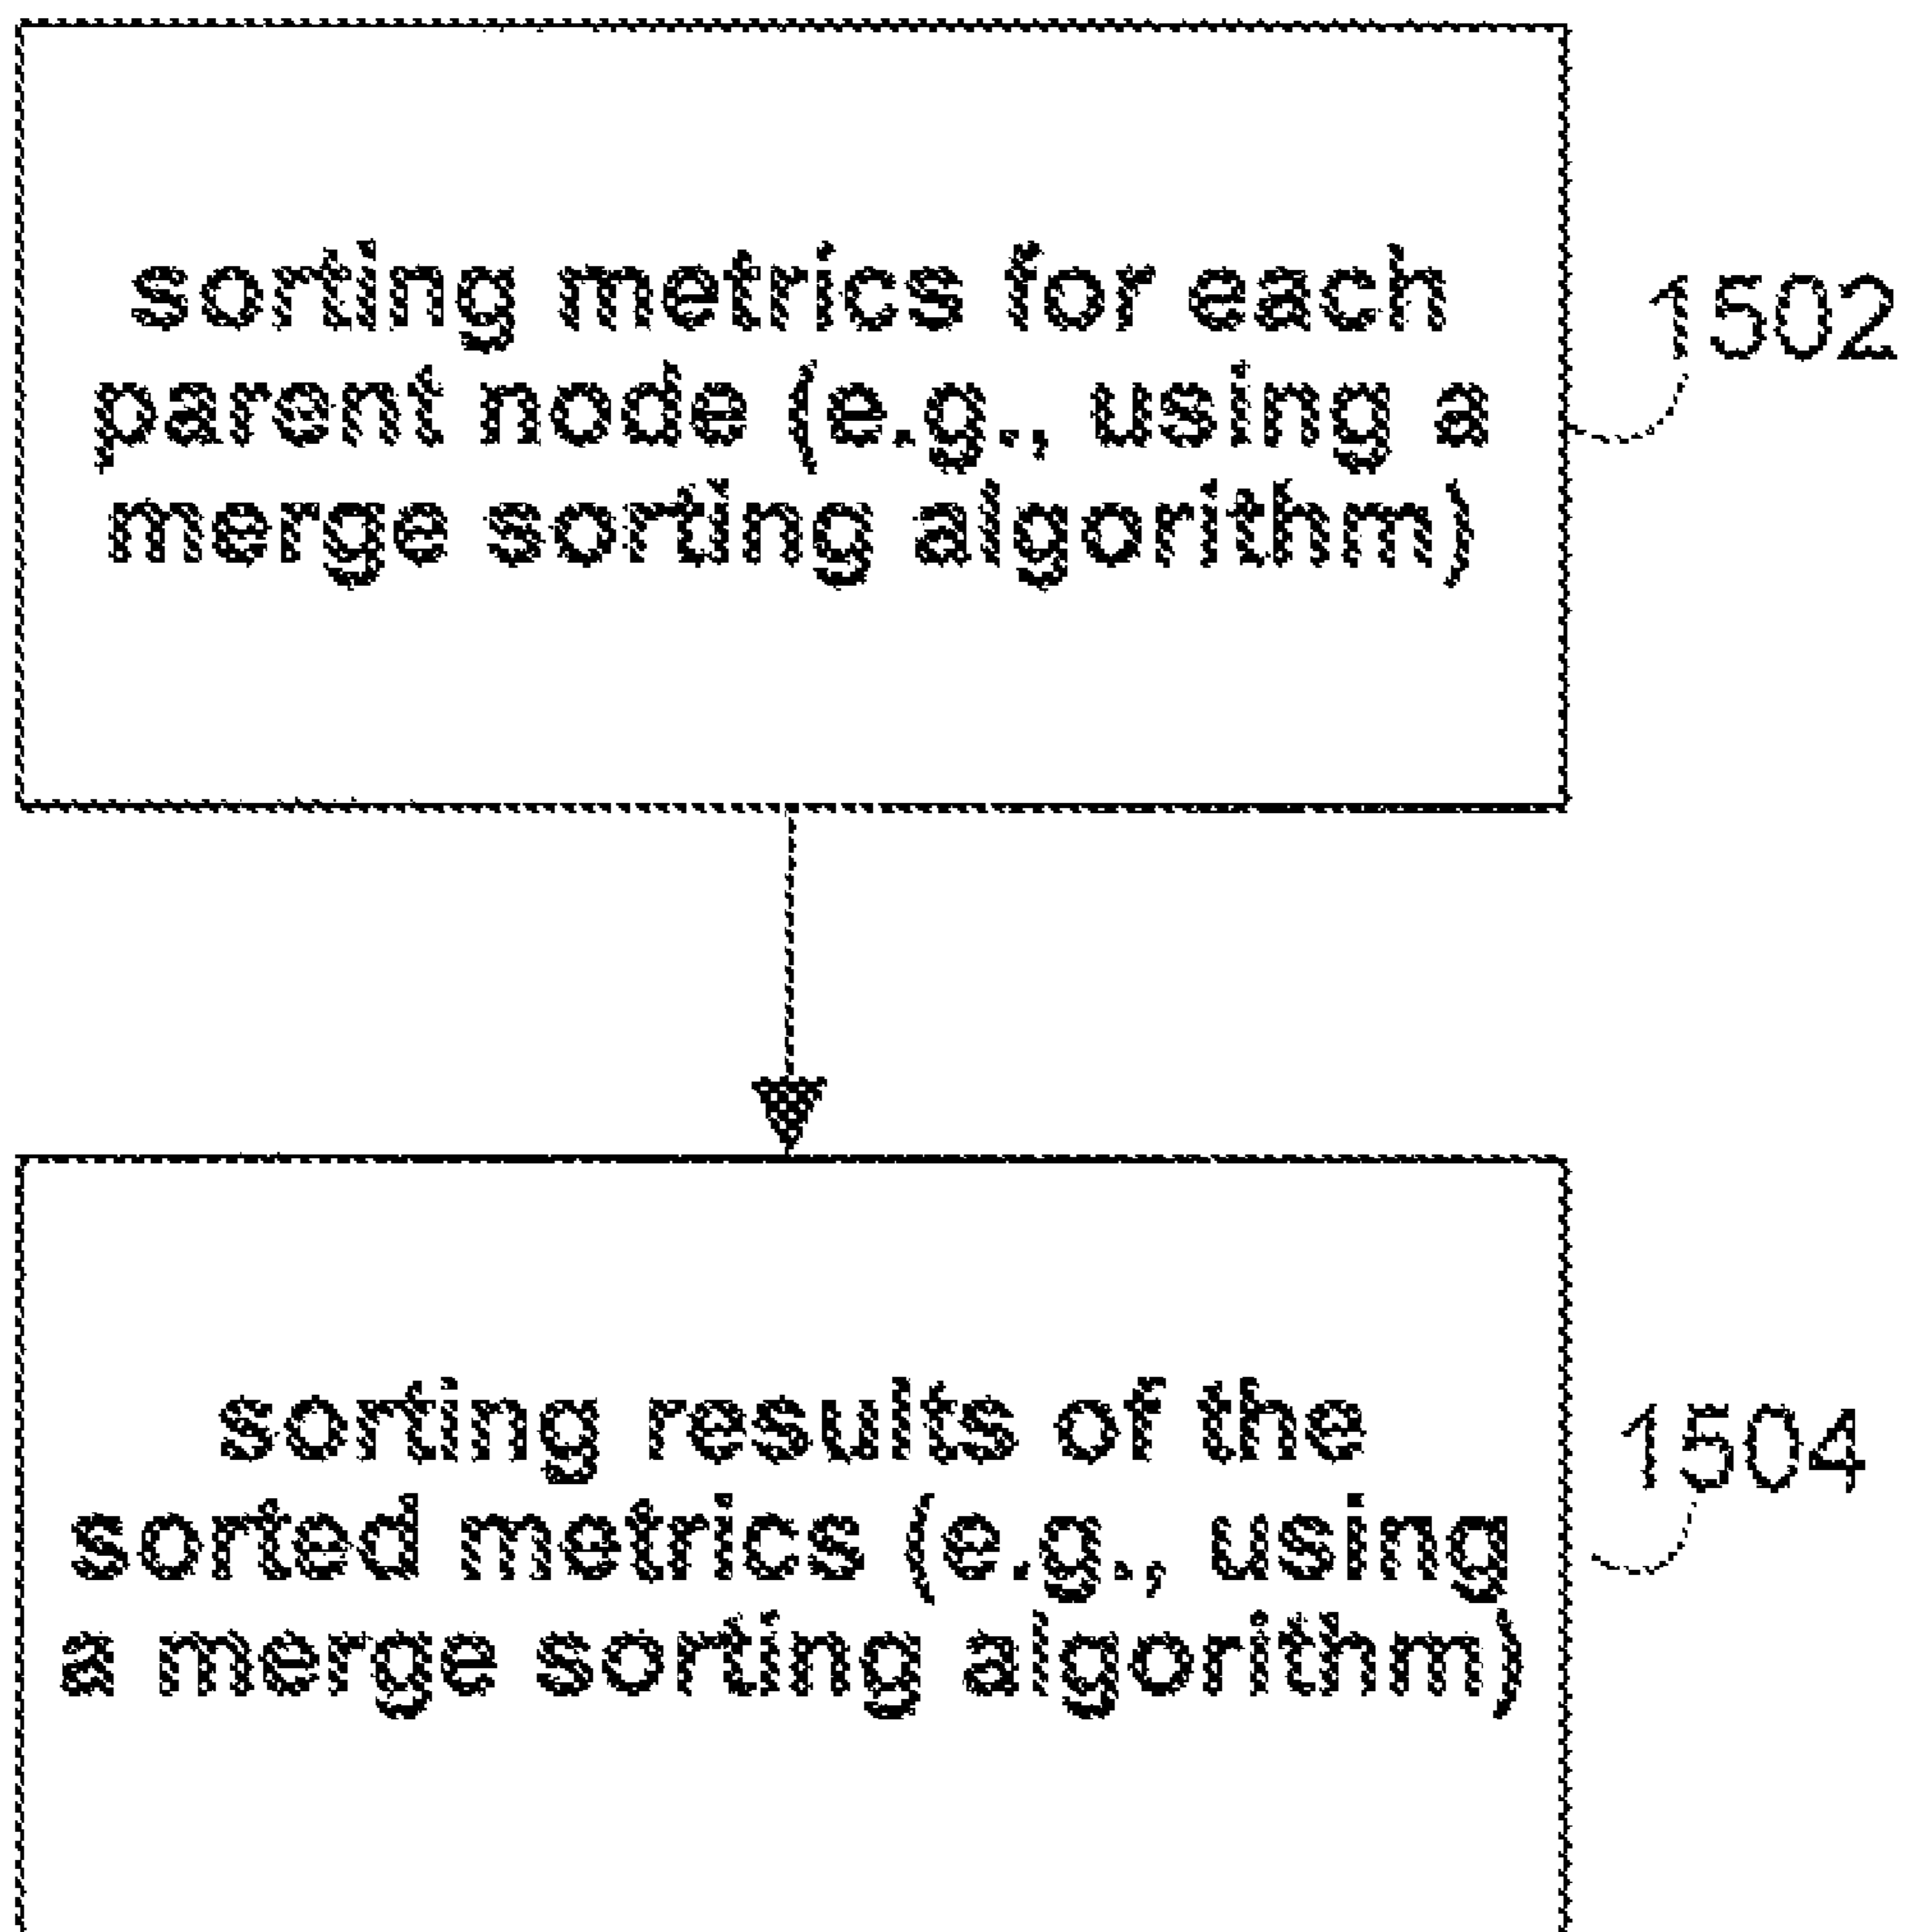 sorting metrics for each
parent node (e.g., using a
merge sorting algorithm)
1502
sorting results of the
sorted metrics (e.g., using
a merge sorting algorithm)
1504